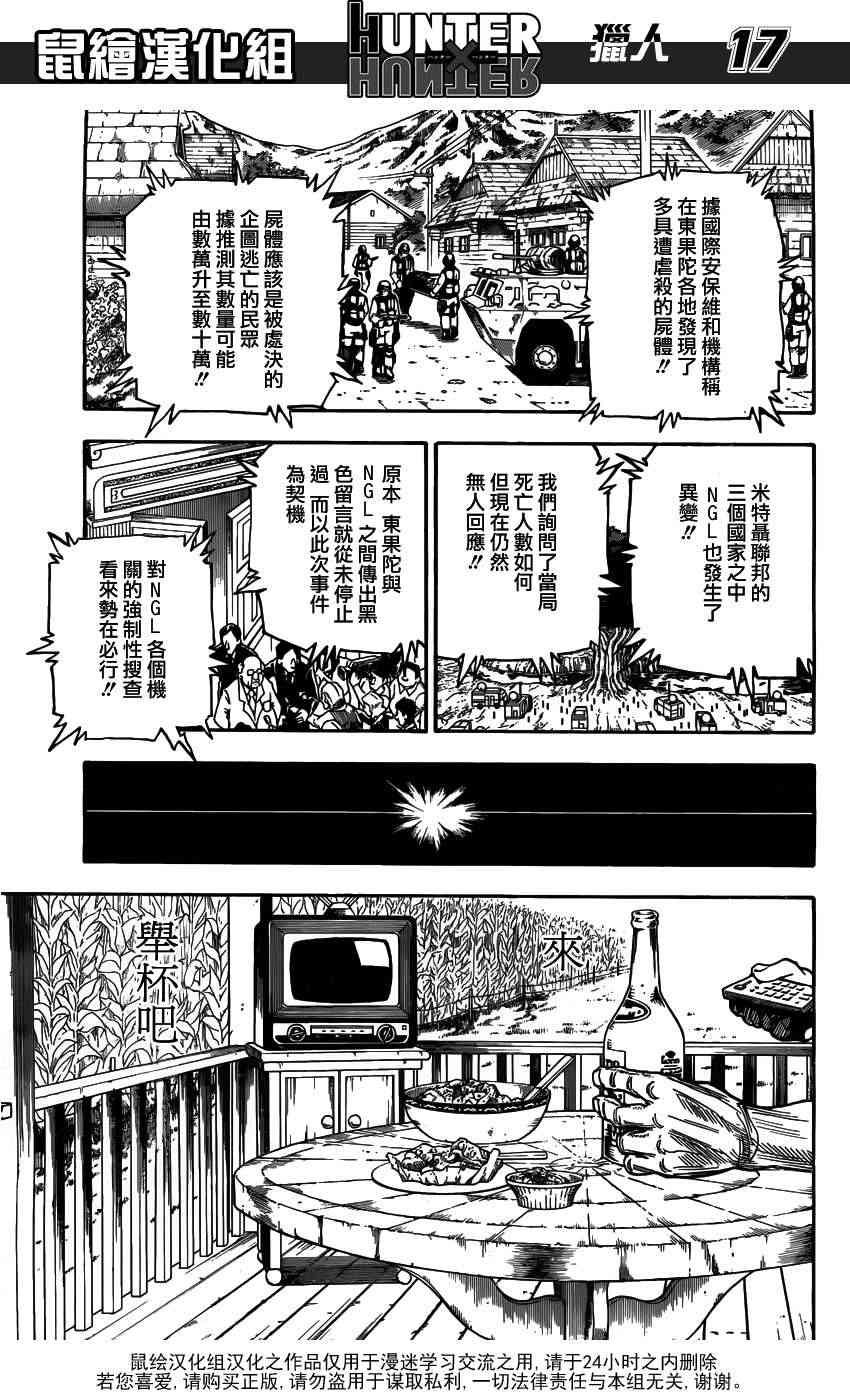 鼠繪漢化組
HUNTER×HUNTER
獵人
17
據國際安保維和機構稱
在東果陀各地發現了
多具遭虐殺的屍體!!
屍體應該是被處決的
企圖逃亡的民眾
據推測其數量可能
由數萬升至數十萬!!
米特聶聯邦的
三個國家之中
NGL也發生了
異變!!
我們詢問了當局
死亡人數如何
但現在仍然
無人回應!!
原本 東果陀與
NGL之間傳出黑
色留言就從未停止
過 而以此次事件
為契機
對NGL各個機
關的強制性搜查
看來勢在必行!!
來
舉杯吧
鼠绘汉化组汉化之作品仅用于漫迷学习交流之用, 请于24小时之内删除
若您喜爱, 请购买正版, 请勿盗用于谋取私利, 一切法律责任与本组无关, 谢谢。